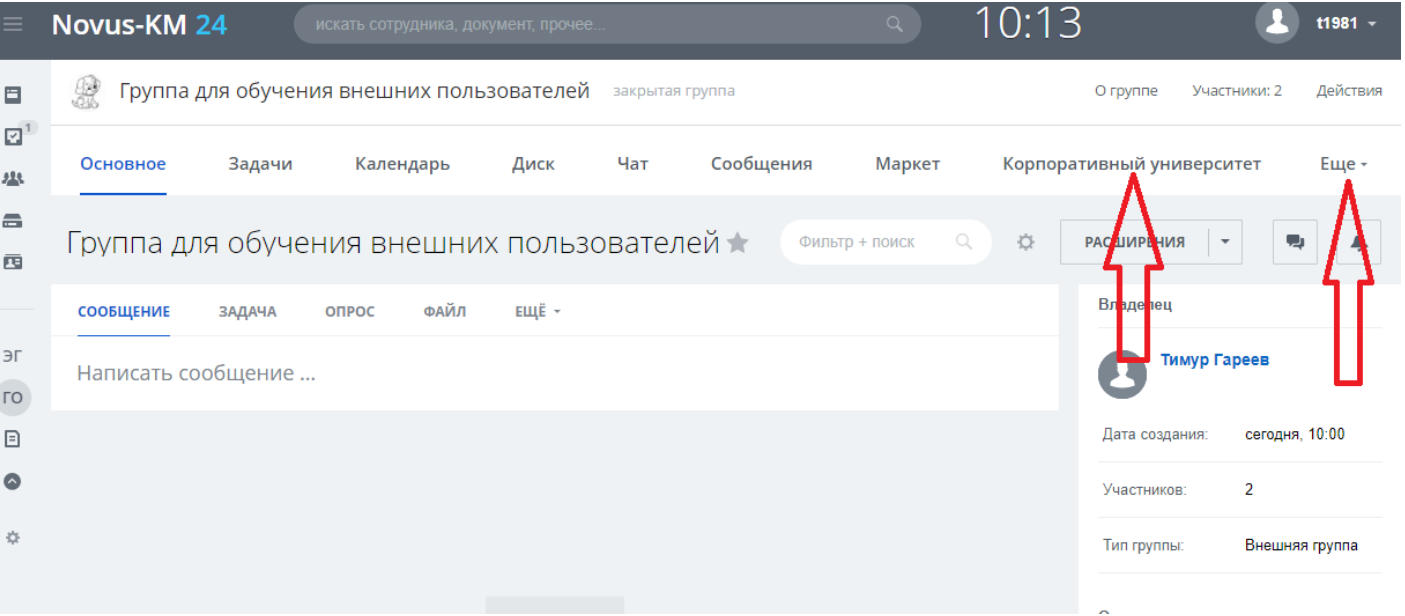 Novus-KM 24 искать сотрудника, документ, прочее... 10:13 t1981
Группа для обучения внешних пользователей закрытая группа О группе Участники: 2 Действия
1
Основное Задачи Календарь Диск Чат Сообщения Маркет Корпоративный университет Еще
Группа для обучения внешних пользователей Фильтр + поиск РАСШИРЕНИЯ
СООБЩЕНИЕ ЗАДАЧА ОПРОС ФАЙЛ ЕЩЁ
Владелец
ЭГ
Написать сообщение ...
Тимур Гареев
ГО
Дата создания: сегодня, 10:00
Участников: 2
Тип группы: Внешняя группа